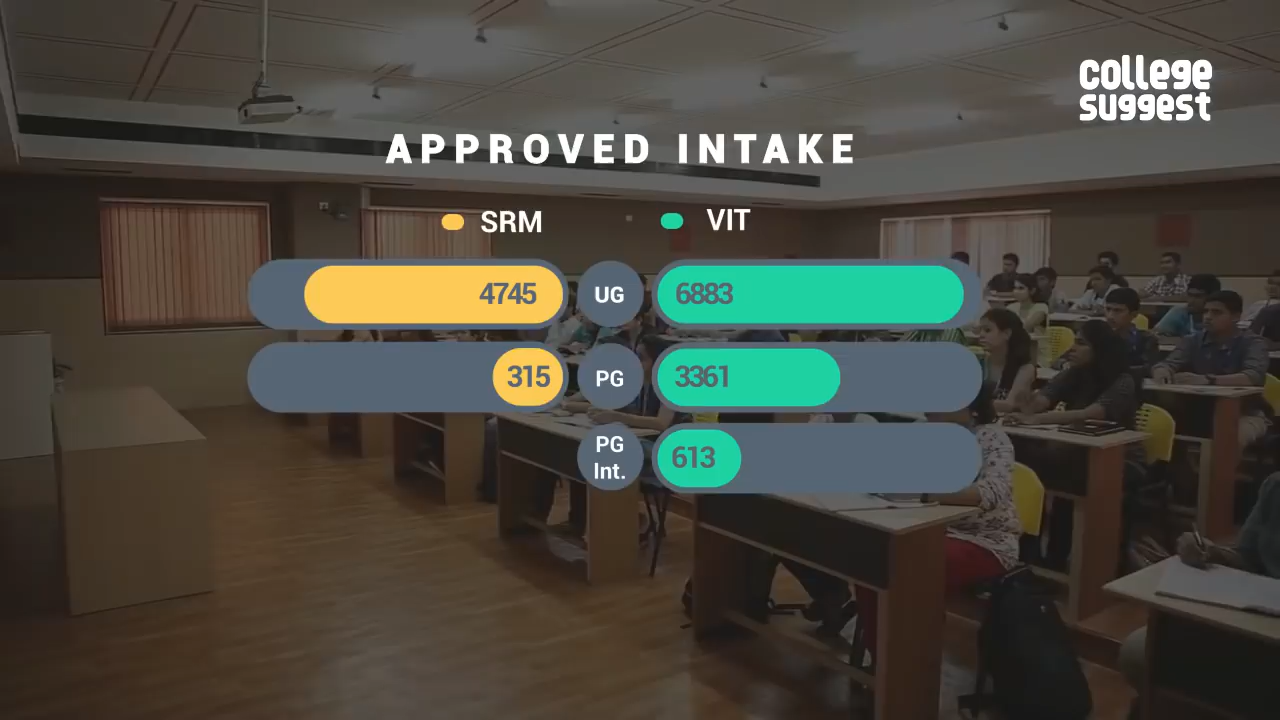 college
suggest
APPROVED INTAKE
SRM
VIT
4745
UG
6883
315
PG
3361
PG
Int.
613